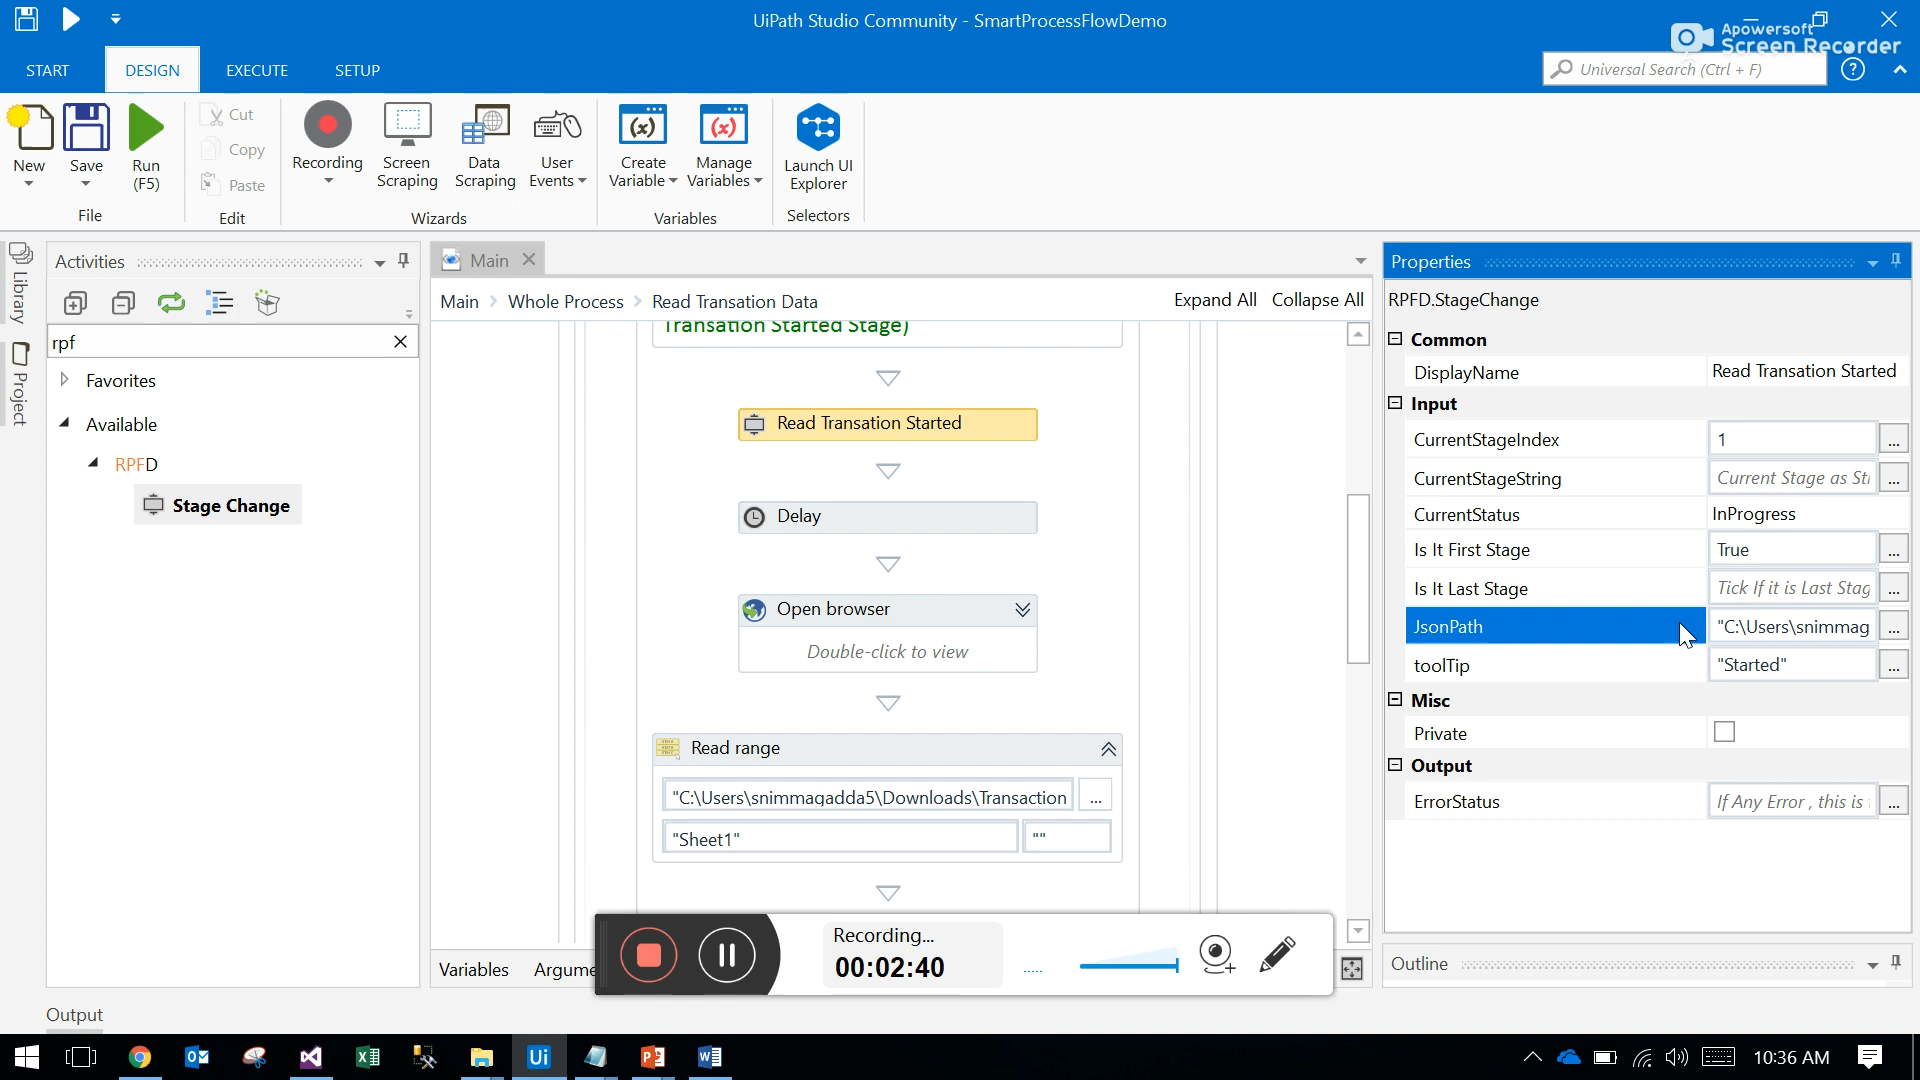 UiPath Studio Community - SmartProcessFlowDemo
Apowersoft
Screen Recorder
START
DESIGN
EXECUTE
SETUP
Universal Search (Ctrl + F)
?
New
Save
Run
(F5)
File
Cut
Copy
Paste
Edit
Recording
Screen
Scraping
Data
Scraping
User
Events
Wizards
(x)
Create
Variable
(x)
Manage
Variables
Variables
Launch UI
Explorer
Selectors
Library
Project
Activities
rpf
Favorites
Available
RPFD
Stage Change
Main
Main
Whole Process
Read Transation Data
Expand All
Collapse All
Transation Started Stage)
Read Transation Started
Delay
Open browser
Double-click to view
Read range
"C:\Users\snimmagadda5\Downloads\Transaction
...
"Sheet1"
""
Variables
Argume
Recording...
00:02:40
Properties
RPFD.StageChange
Common
DisplayName
Read Transation Started
Input
CurrentStageIndex
1
...
CurrentStageString
Current Stage as Sti
...
CurrentStatus
InProgress
Is It First Stage
True
...
Is It Last Stage
Tick If it is Last Stag
...
JsonPath
"C:\Users\snimmag
...
toolTip
"Started"
...
Misc
Private
Output
ErrorStatus
If Any Error , this is
...
Outline
Output
Ui
10:36 AM